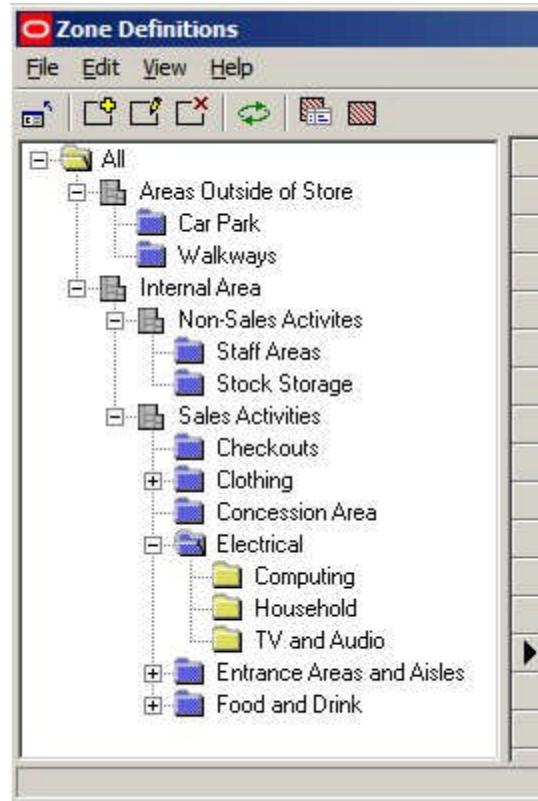 Zone Definitions
File Edit View Help
All
Areas Outside of Store
Car Park
Walkways
Internal Area
Non-Sales Activites
Staff Areas
Stock Storage
Sales Activities
Checkouts
Clothing
Concession Area
Electrical
Computing
Household
TV and Audio
Entrance Areas and Aisles
Food and Drink